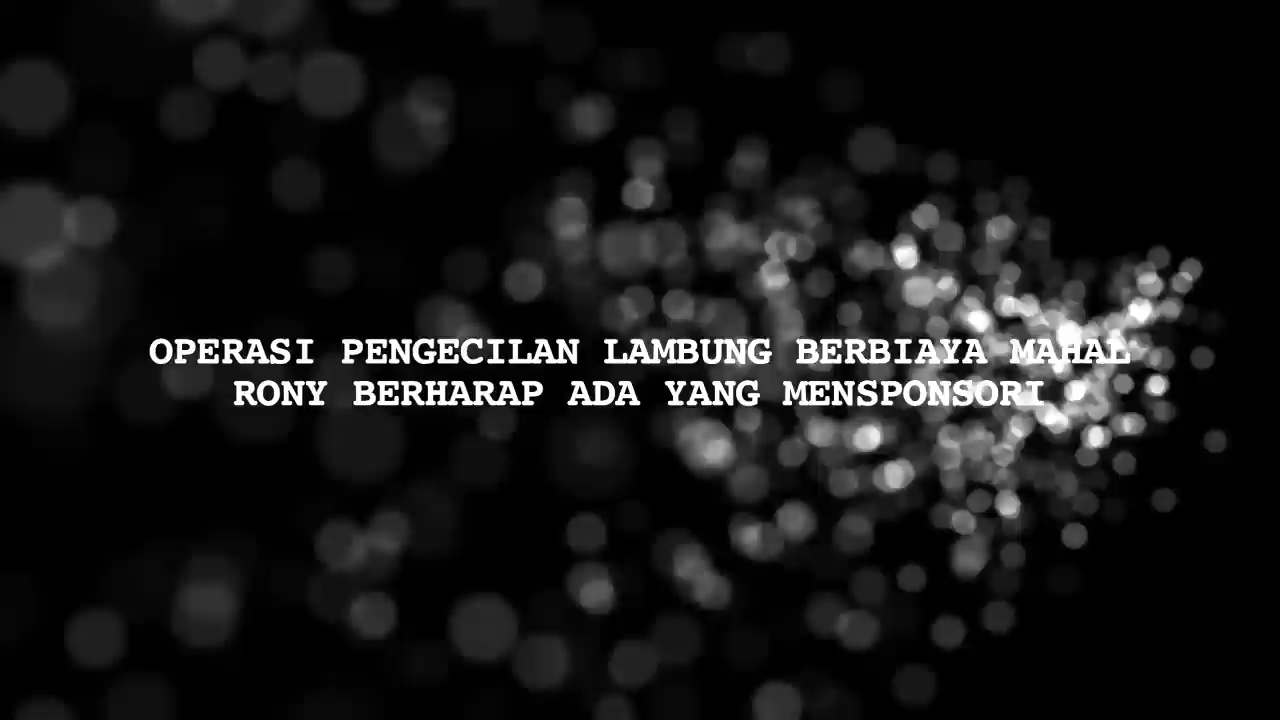 OPERASI PENGECILAN LAMBUNG BERBIAYA MAHAL
RONY BERHARAP ADA YANG MENSPONSORI